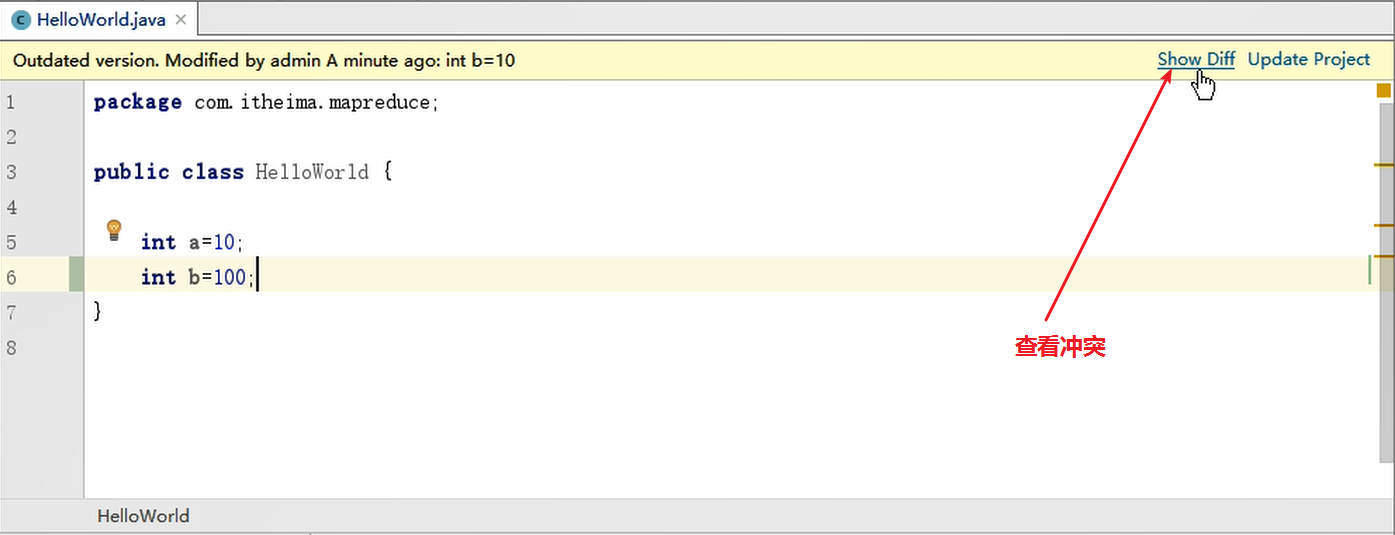 C HelloWorld.java ×
Outdated version. Modified by admin A minute ago: int b=10 Show Diff Update Project
1 package com.itheima.mapreduce;
2
3 public class HelloWorld {
4
5 int a=10;
6 int b=100;
7 }
8
查看冲突
HelloWorld